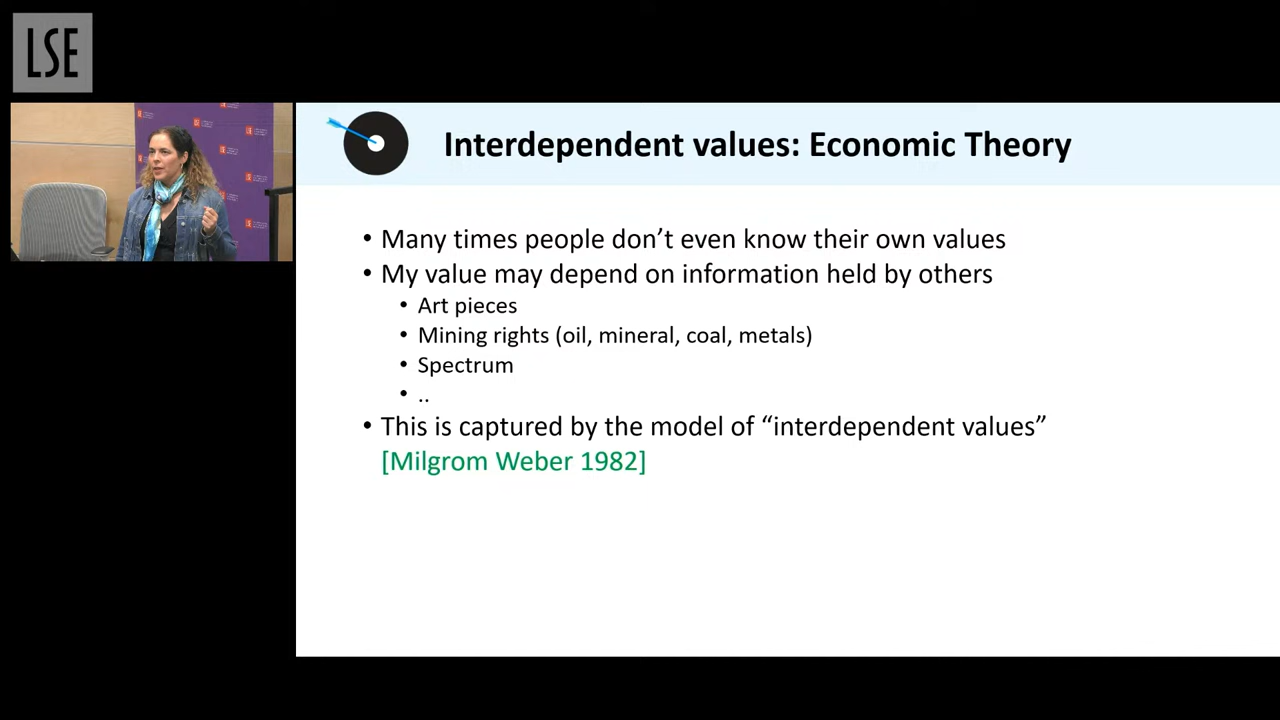 LSE
Interdependent values: Economic Theory
• Many times people don’t even know their own values
• My value may depend on information held by others
• Art pieces
• Mining rights (oil, mineral, coal, metals)
• Spectrum
• ..
• This is captured by the model of “interdependent values”
[Milgrom Weber 1982]